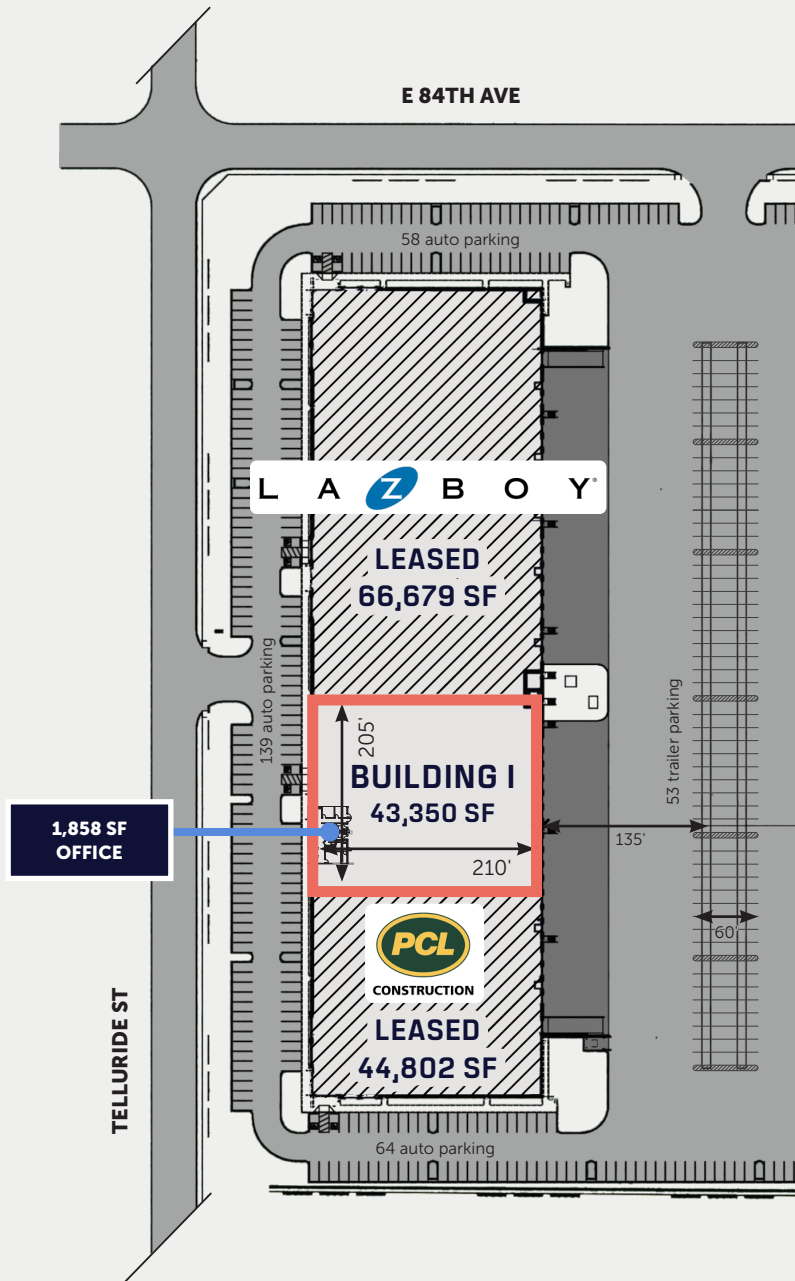 E 84TH AVE
58 auto parking
L A Z B O Y®
LEASED
66,679 SF
139 auto parking
205'
BUILDING I
43,350 SF
53 trailer parking
1,858 SF
OFFICE
135'
210'
60'
PCL
CONSTRUCTION
LEASED
44,802 SF
TELLURIDE ST
64 auto parking